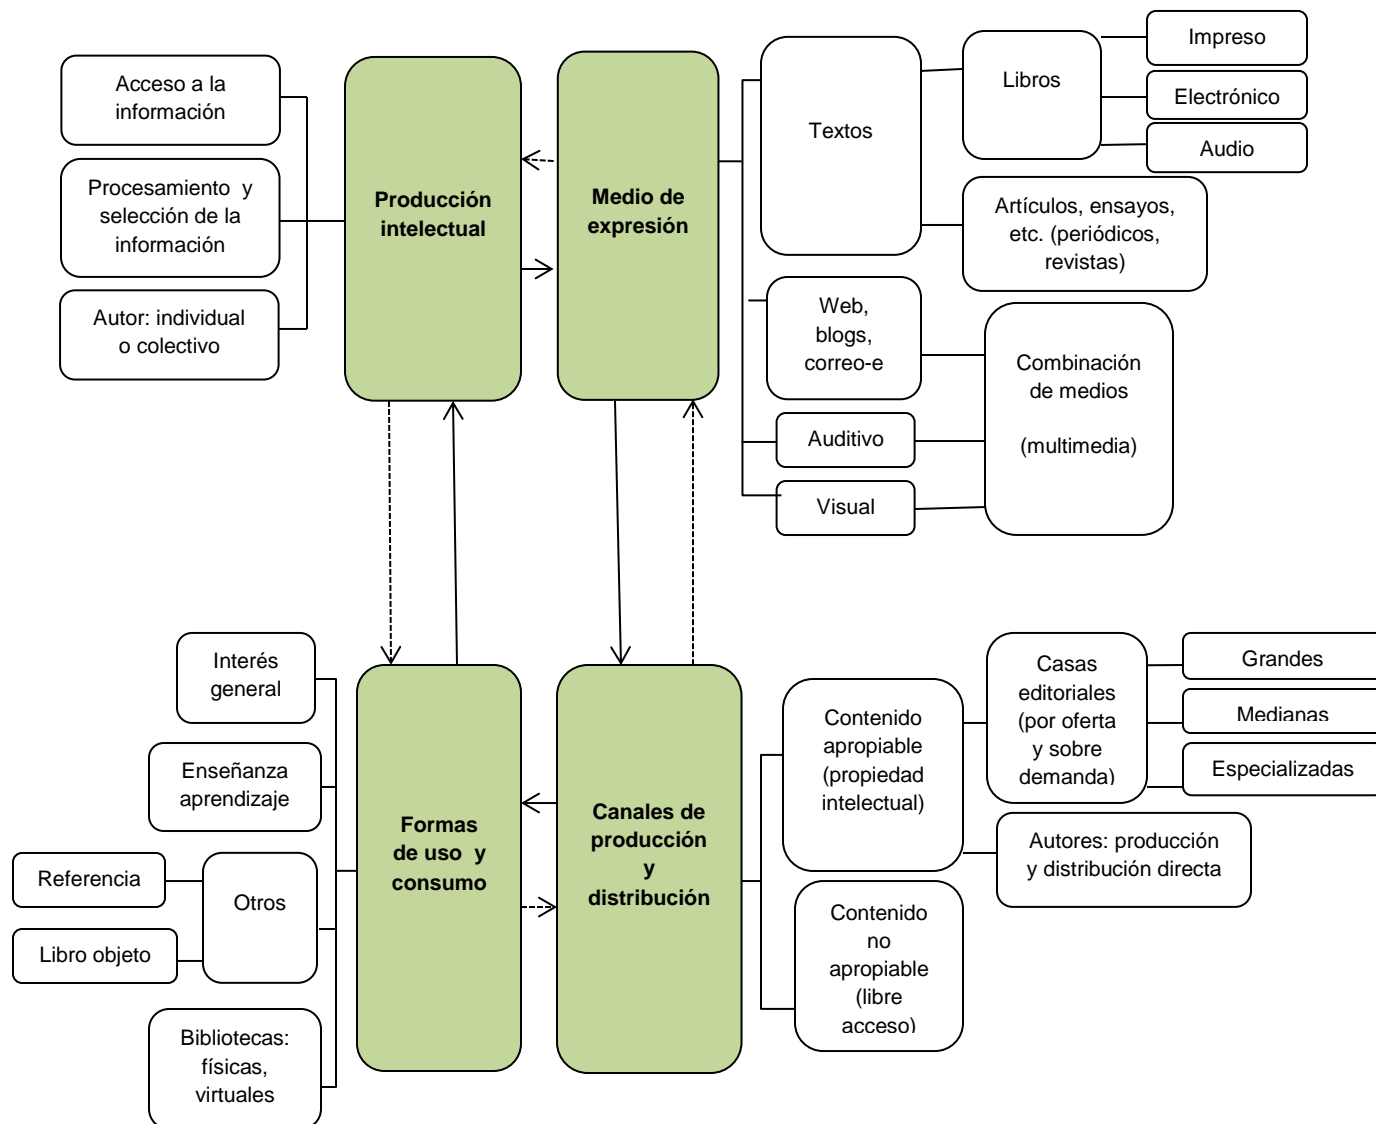 Acceso a la
información
Procesamiento y
selección de la
información
Autor: individual
o colectivo
Producción
intelectual
Medio de
expresión
Textos
Libros
Impreso
Electrónico
Audio
Artículos, ensayos,
etc. (periódicos,
revistas)
Web,
blogs,
correo-e
Auditivo
Visual
Combinación
de medios
(multimedia)
Interés
general
Enseñanza
aprendizaje
Referencia
Libro objeto
Otros
Bibliotecas:
físicas,
virtuales
Formas
de uso y
consumo
Canales de
producción
y
distribución
Contenido
apropiable
(propiedad
intelectual)
Contenido
no
apropiable
(libre
acceso)
Casas
editoriales
(por oferta
y sobre
demanda)
Grandes
Medianas
Especializadas
Autores: producción
y distribución directa